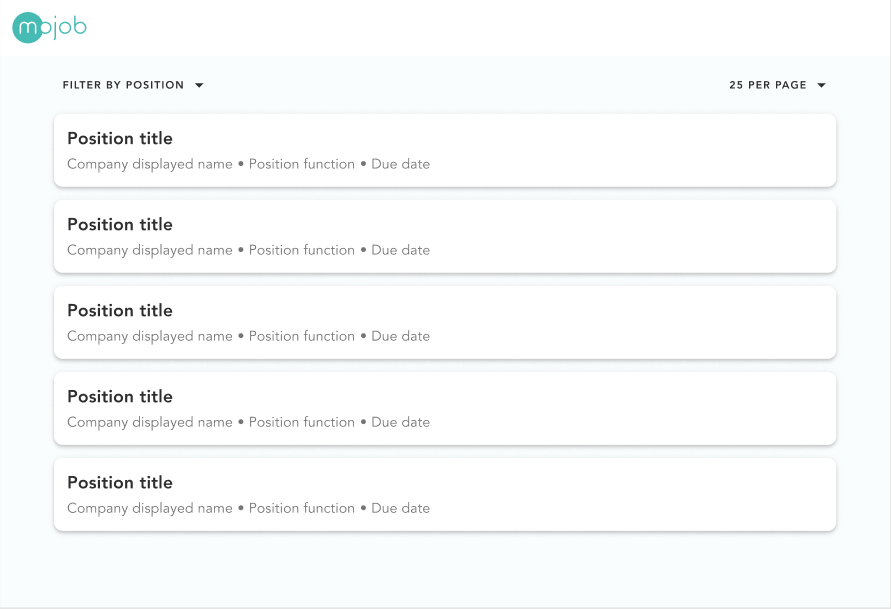 mojob
FILTER BY POSITION
25 PER PAGE
Position title
Company displayed name • Position function • Due date
Position title
Company displayed name • Position function • Due date
Position title
Company displayed name • Position function • Due date
Position title
Company displayed name • Position function • Due date
Position title
Company displayed name • Position function • Due date